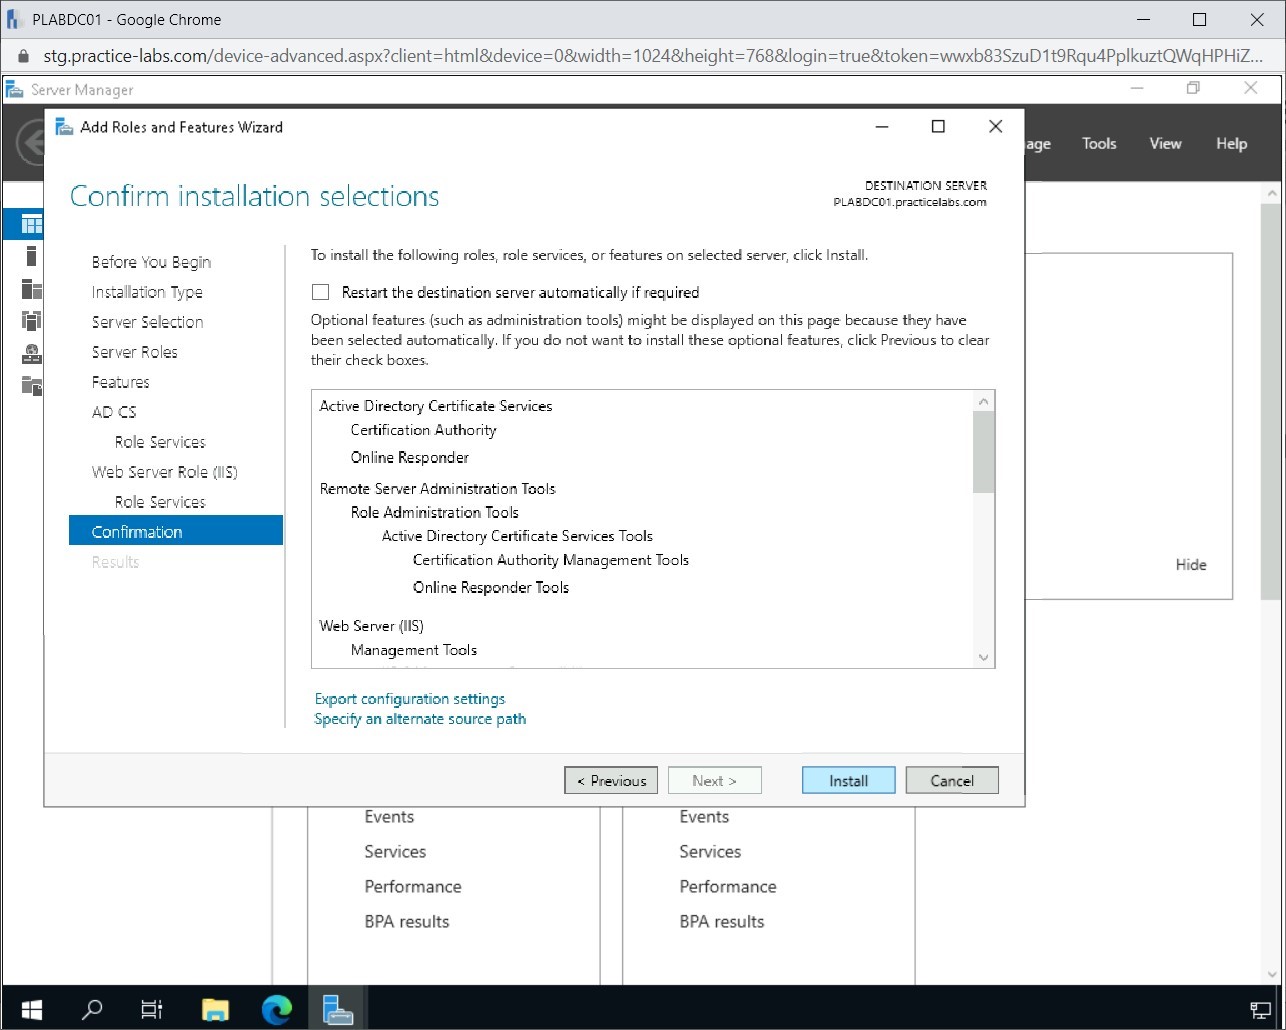 PLABDC01 - Google Chrome
stg.practice-labs.com/device-advanced.aspx?client=html&device=0&width=1024&height=768&login=true&token=wwxb83SzuD1t9Rqu4PplkuztQWqHPHiZ...
Server Manager
Add Roles and Features Wizard
age Tools View Help
Confirm installation selections
DESTINATION SERVER
PLABDC01.practicelabs.com
Before You Begin
Installation Type
Server Selection
Server Roles
Features
AD CS
Role Services
Web Server Role (IIS)
Role Services
Confirmation
Results
To install the following roles, role services, or features on selected server, click Install.
Restart the destination server automatically if required
Optional features (such as administration tools) might be displayed on this page because they have
been selected automatically. If you do not want to install these optional features, click Previous to clear
their check boxes.
Active Directory Certificate Services
Certification Authority
Online Responder
Remote Server Administration Tools
Role Administration Tools
Active Directory Certificate Services Tools
Certification Authority Management Tools
Online Responder Tools
Web Server (IIS)
Management Tools
Export configuration settings
Specify an alternate source path
< Previous Next > Install Cancel
Hide
Events
Services
Performance
BPA results
Events
Services
Performance
BPA results